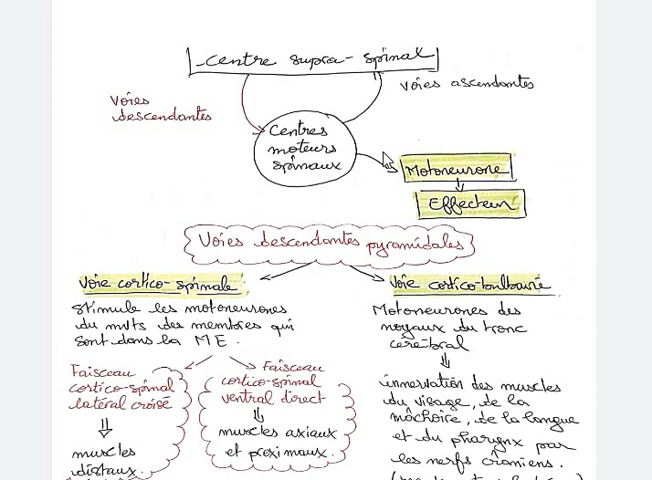 Centre supra-spinal
Voies ascendantes
Voies
descendantes
Centres
moteurs
spinaux
Motoneurone
Effecteur
Voies descendantes pyramidales
Voie cortico-spinale
Stimule les motoneurones
du mvts des membres qui
sont dans la ME.
Faisceau
cortico-spinal
latéral croisé
muscles
distaux.
Faisceau
cortico-spinal
ventral direct
muscles axiaux
et proximaux.
Voie cortico-bulbaire
Motoneurones des
noyaux du tronc
cérébral
innervation des muscles
du visage, de la
mâchoire, de la langue
et du pharynx par
les nerfs crâniens.